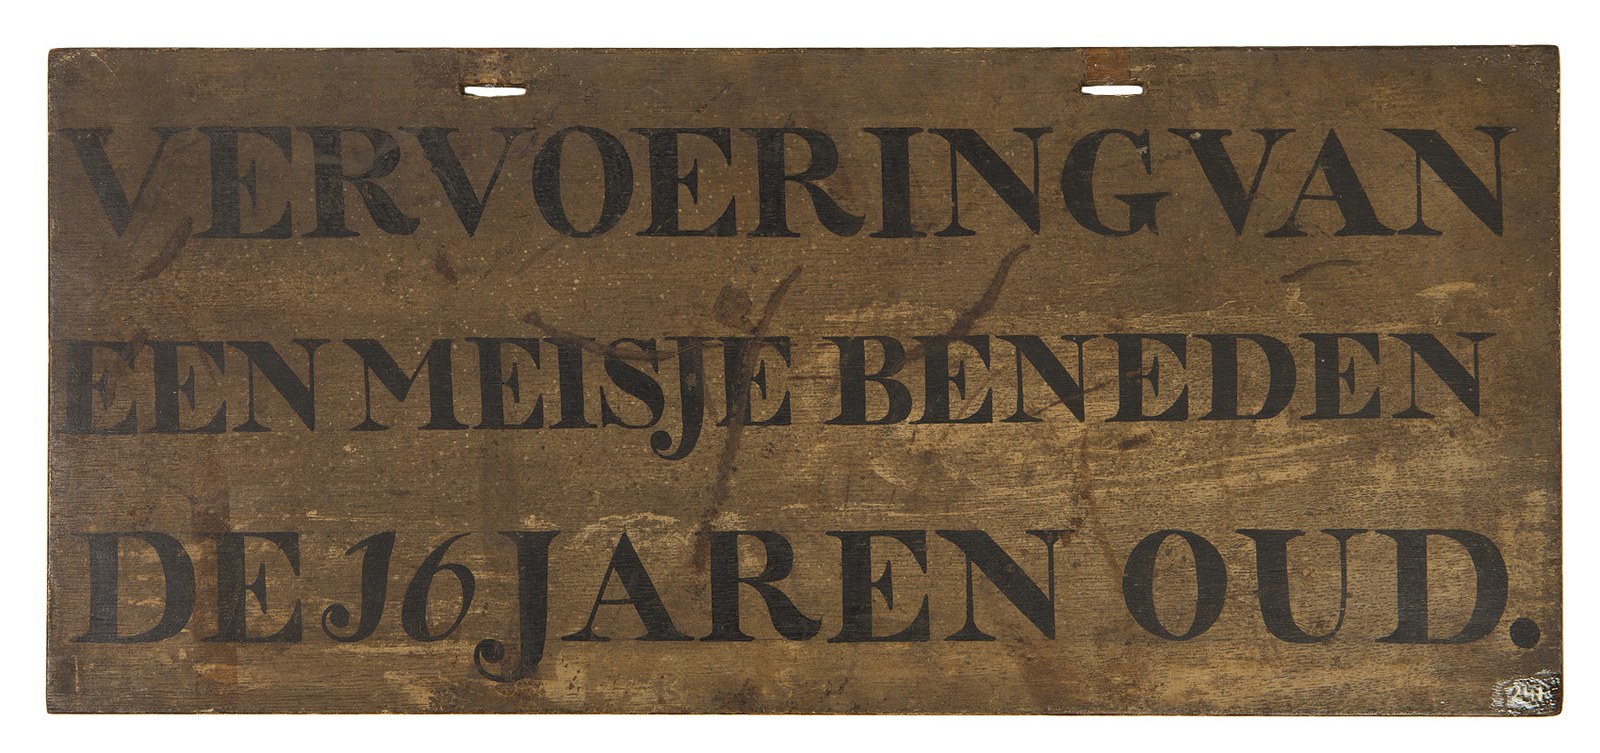 VERVOERING VAN
EEN MEISJE BENEDEN
DE 16 JAREN OUD.